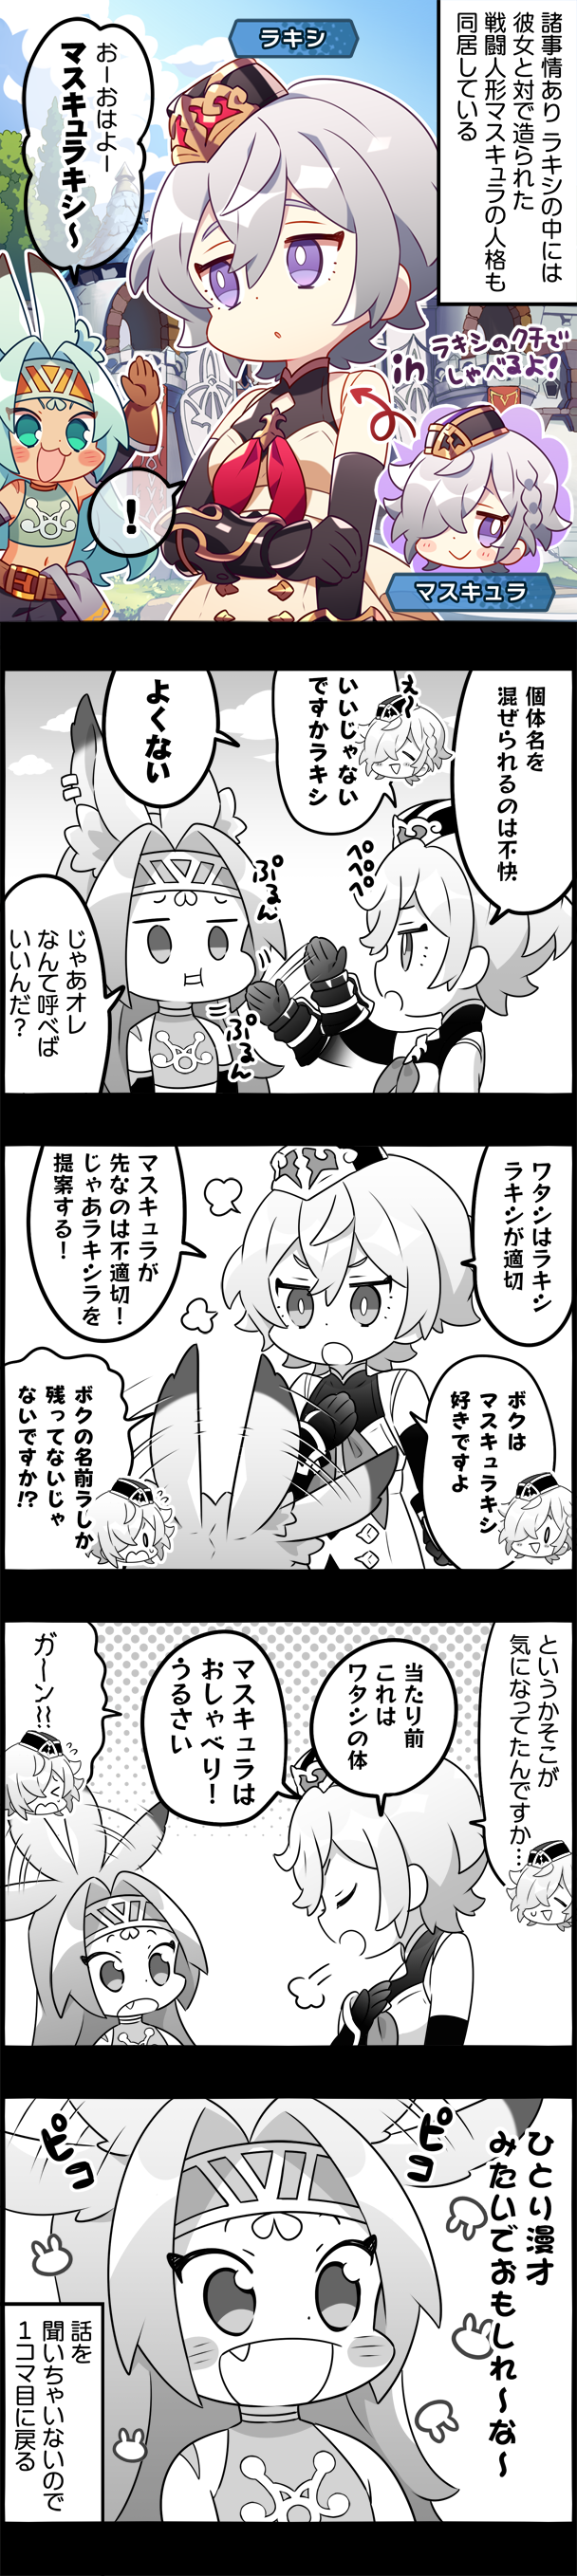 諸事情あり ラキシの中には
彼女と対で造られた
戦闘人形マスキュラの人格も
同居している
ラキシ
おーおはよー
マスキュラキシ～
！
in
ラキシのクチで
しゃべるよ！
マスキュラ
個体名を
混ぜられるのは不快
え～
いいじゃない
ですかラキシ
よくない
ペペペ
ぷるん
ぷるん
じゃあオレ
なんて呼べば
いいんだ？
ワタシはラキシ
ラキシが適切
ボクは
マスキュラキシ
好きですよ
マスキュラが
先なのは不適切！
じゃあラキシラを
提案する！
ボクの名前ラしか
残ってないじゃ
ないですか!?
というかそこが
気になってたんですか…
当たり前
これは
ワタシの体
マスキュラは
おしゃべり！
うるさい
ガーン
ひとり漫才
みたいでおもしれ～な～
ピコ
ピコ
話を
聞いちゃいないので
１コマ目に戻る